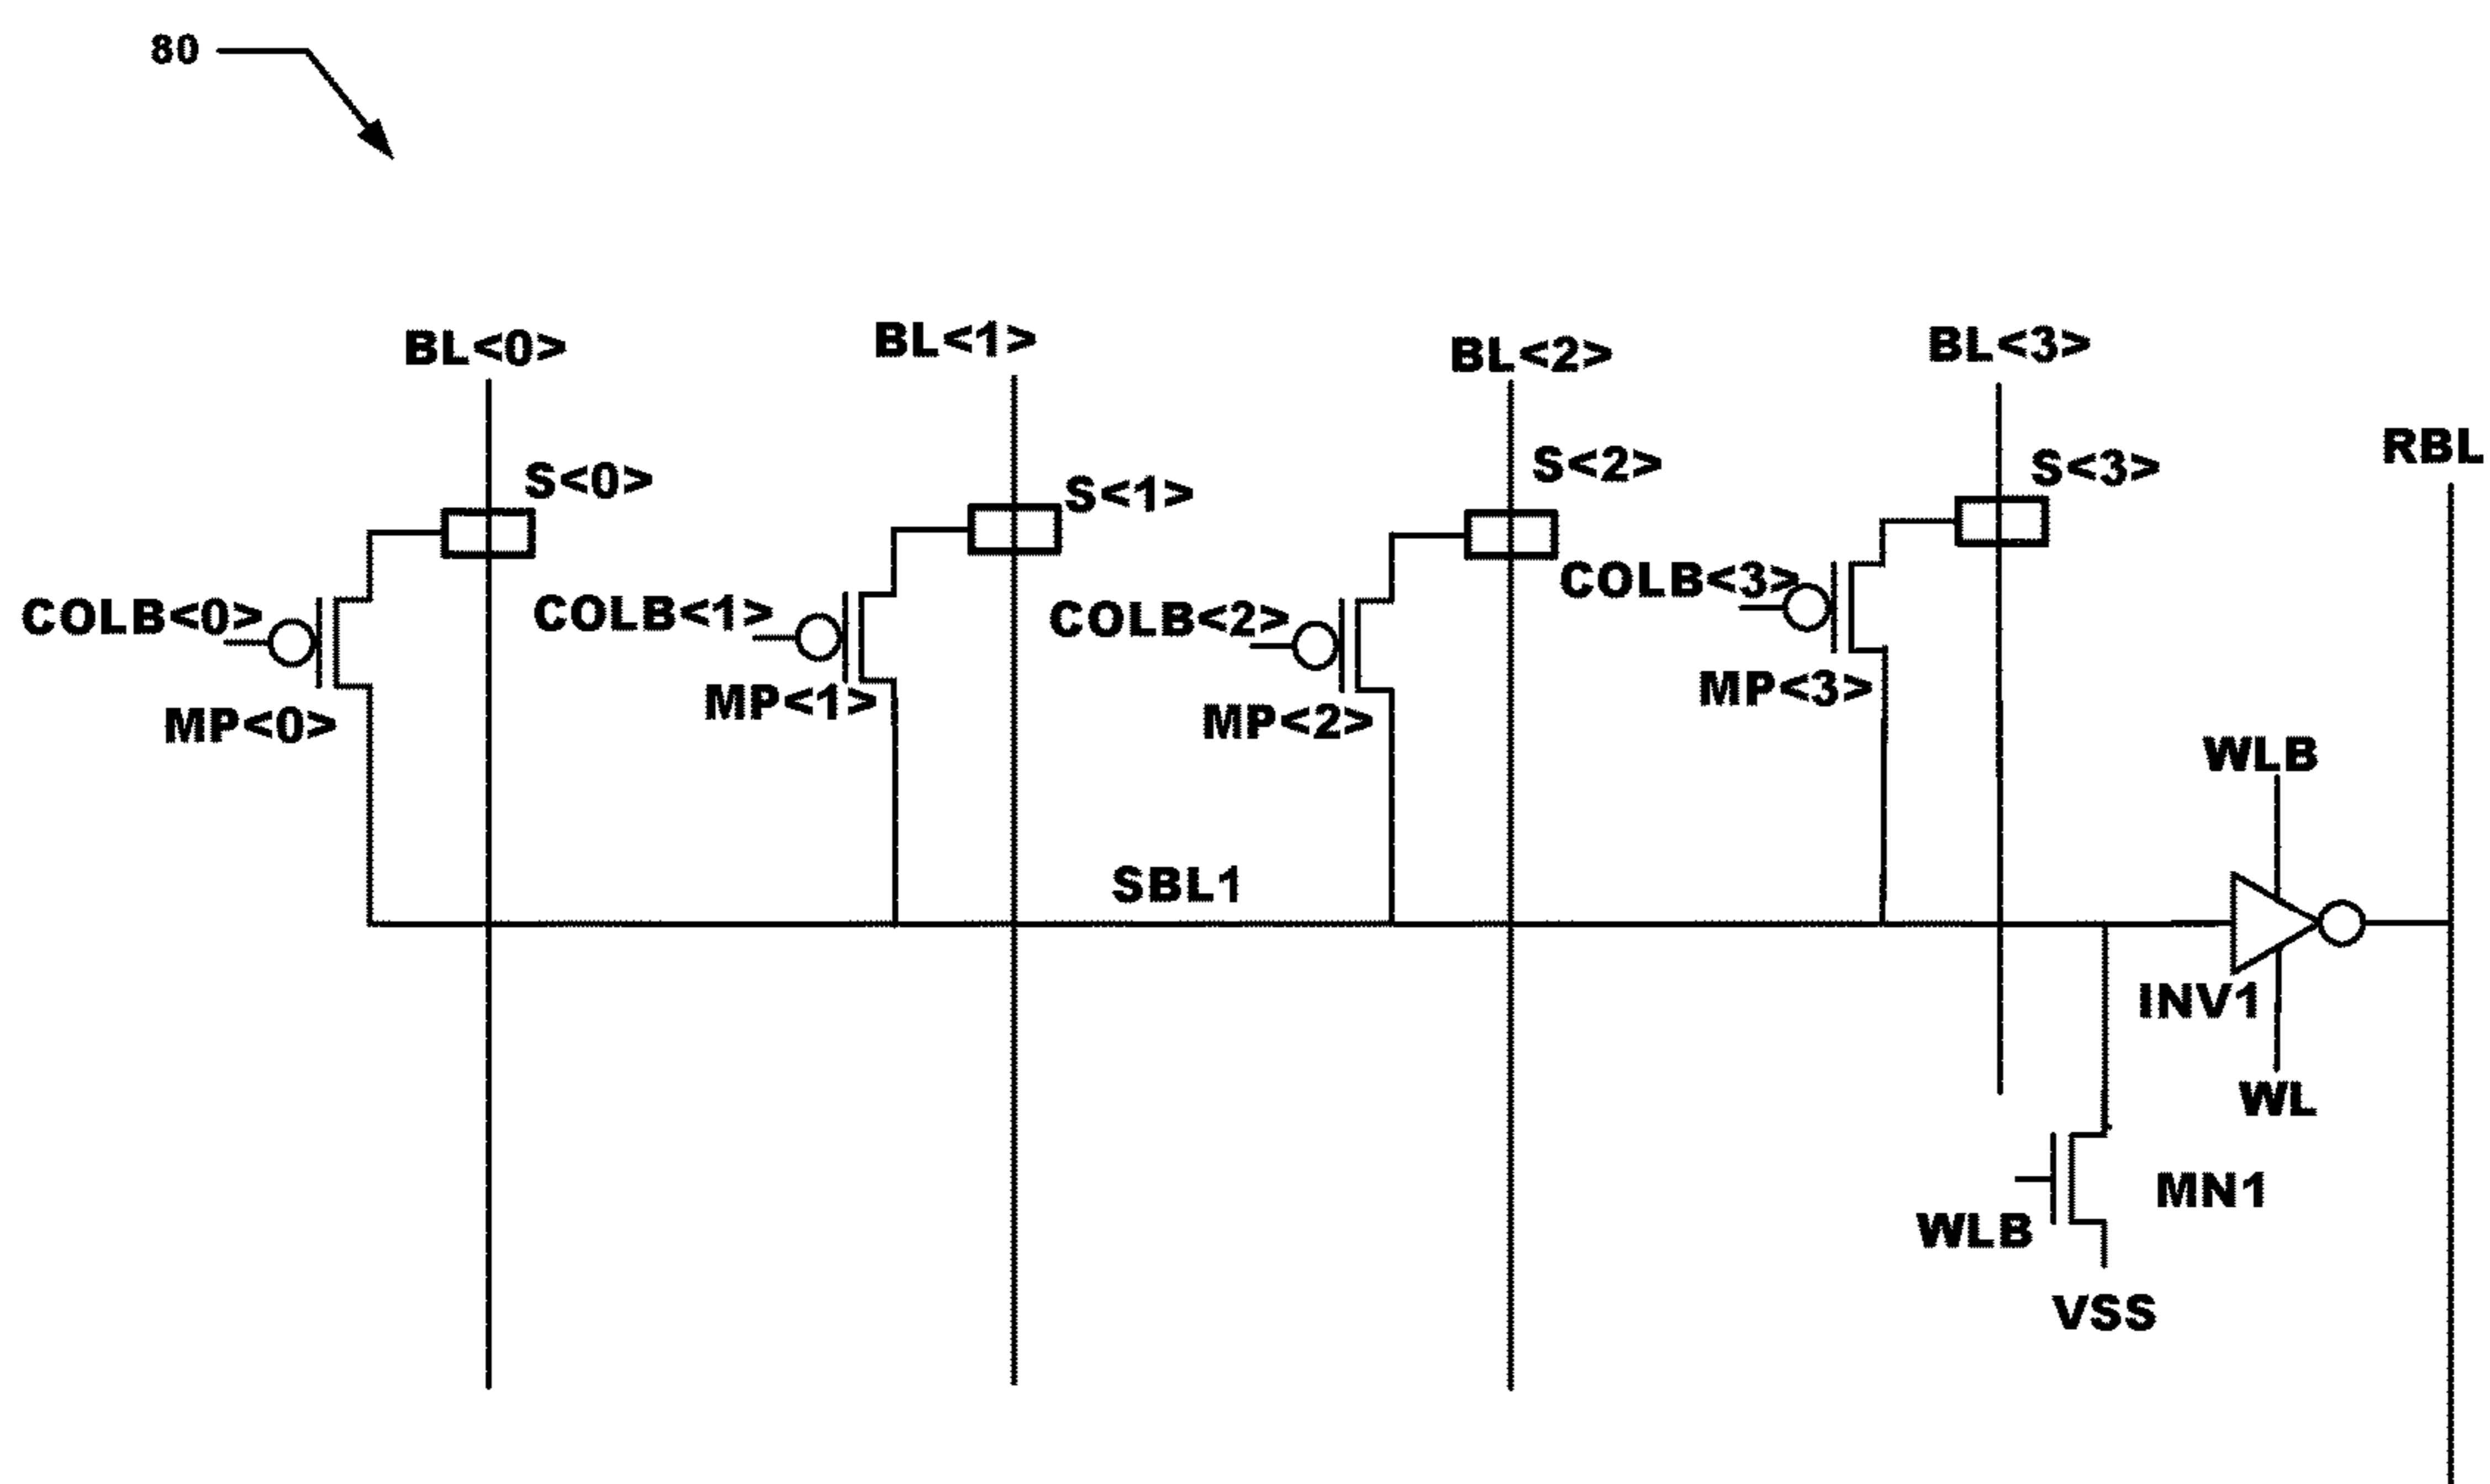 80
BL<0>
BL<1>
BL<2>
BL<3>
RBL
S<0>
S<1>
S<2>
S<3>
COLB<0>
COLB<1>
COLB<2>
COLB<3>
MP<0>
MP<1>
MP<2>
MP<3>
WLB
SBL1
INV1
WL
MN1
WLB
VSS